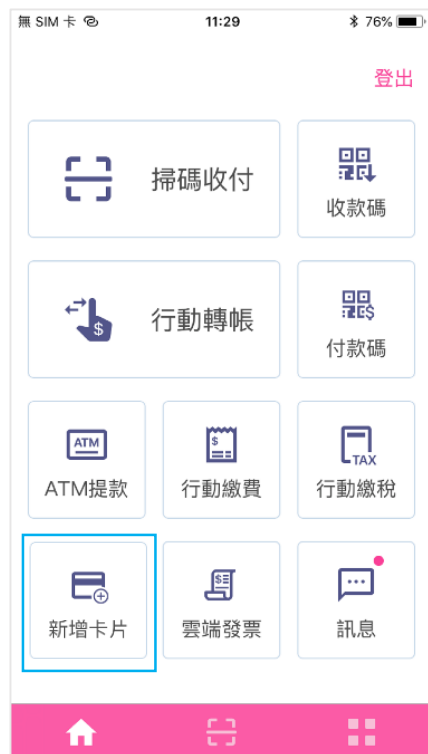 無 SIM 卡
11:29
76%
登出
掃碼收付
收款碼
$
行動轉帳
$
付款碼
ATM
ATM提款
$
行動繳費
TAX
行動繳稅
新增卡片
$
雲端發票
訊息